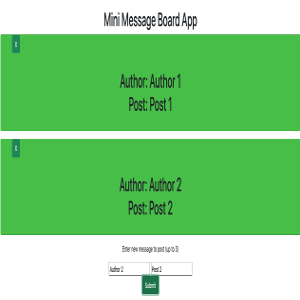 Mini Message Board App
x
Author: Author 1
Post: Post 1
x
Author: Author 2
Post: Post 2
Enter new message to post (up to 3)
Author 2 Post 2
Submit